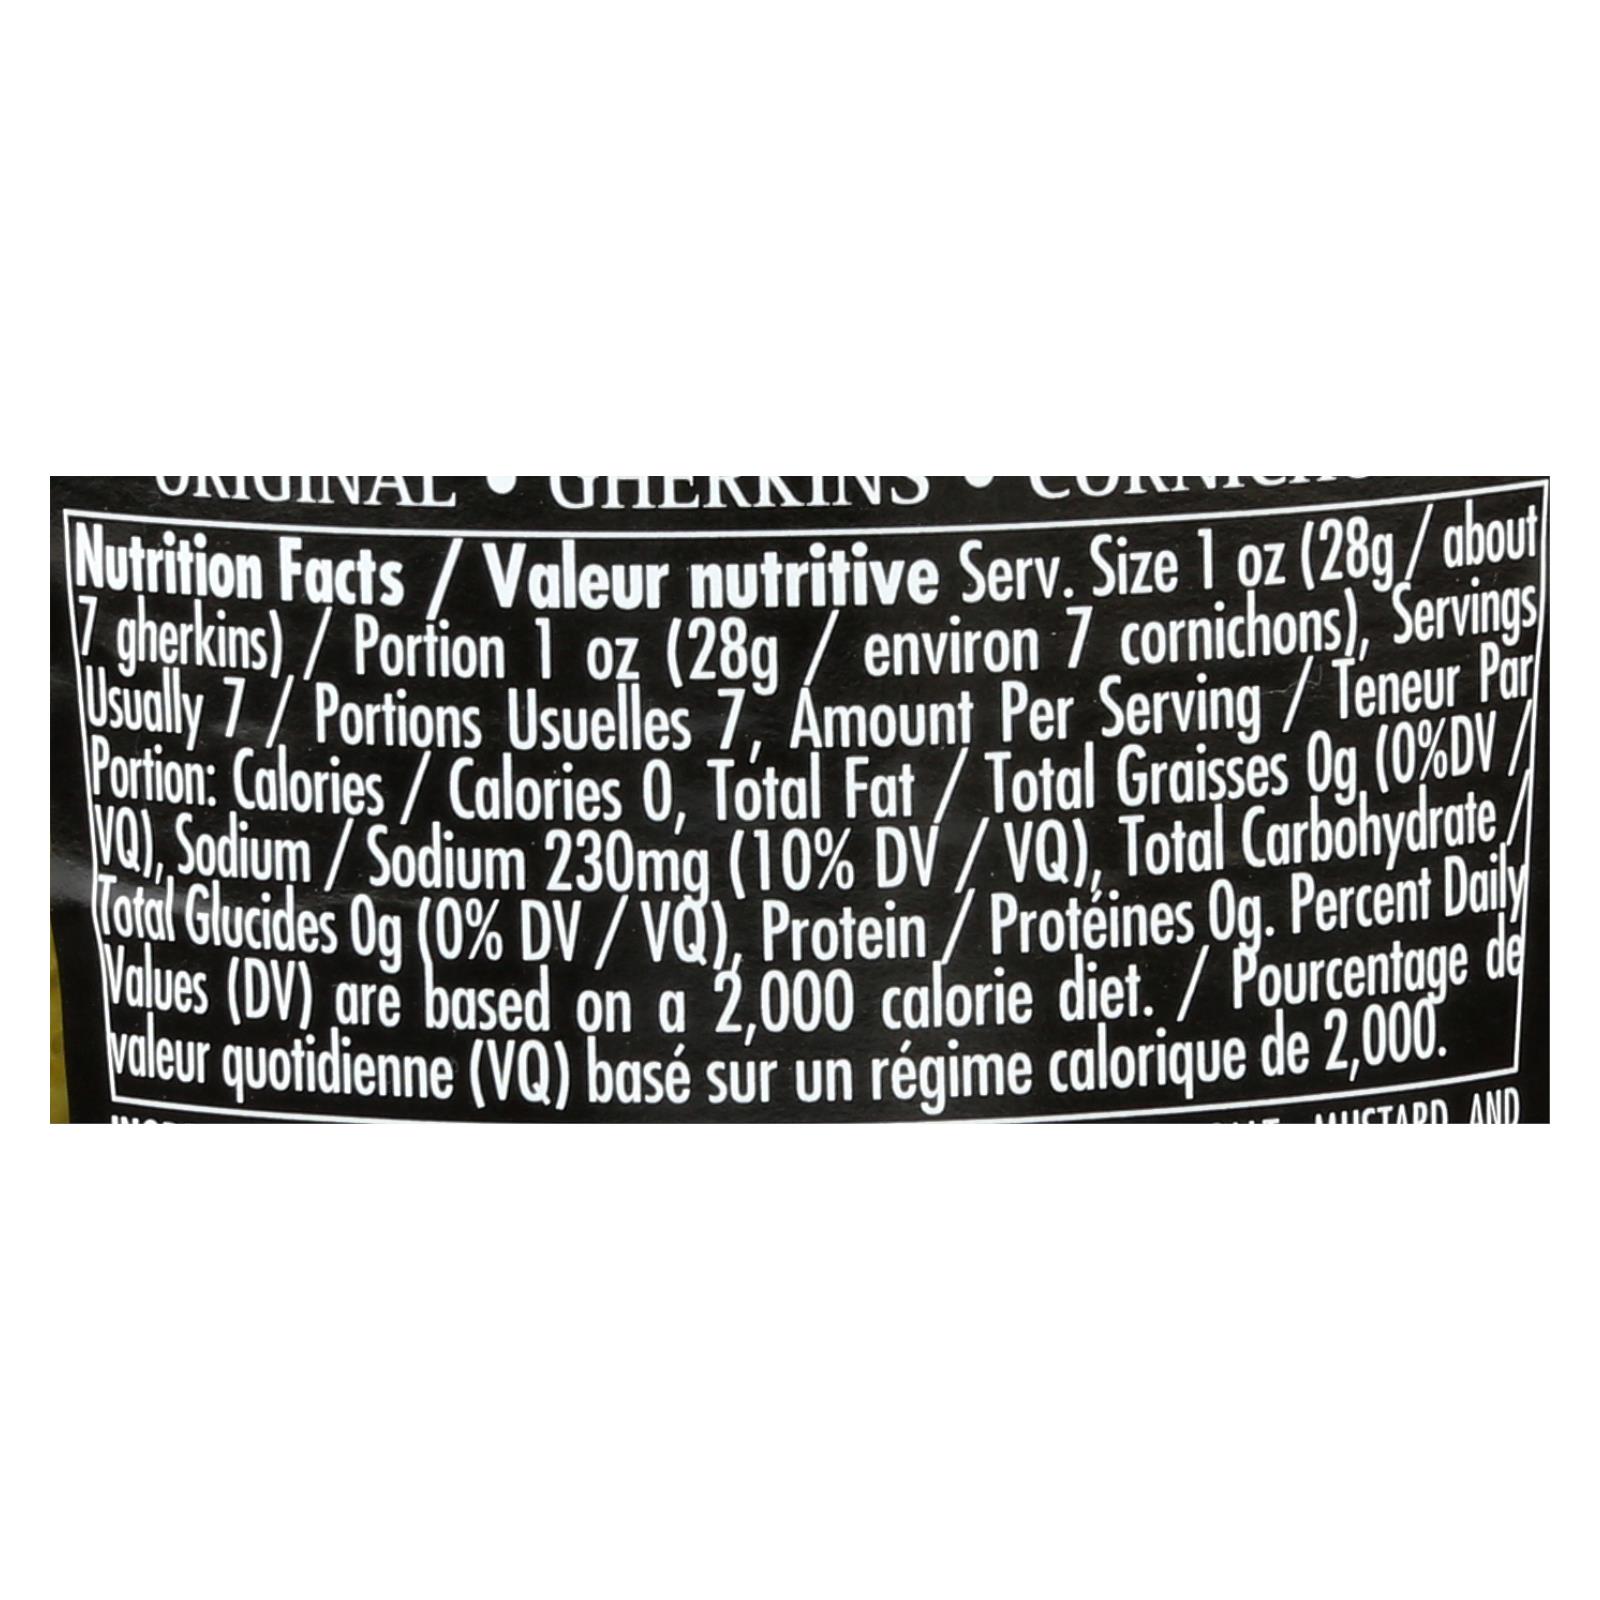 ORIGINAL • GHERKINS •
Nutrition Facts / Valeur nutritive Serv. Size 1 oz (28g / about
7 gherkins) / Portion 1 oz (28g / environ 7 cornichons), Servings
Usually 7 / Portions Usuelles 7, Amount Per Serving / Teneur Par
Portion: Calories / Calories 0, Total Fat / Total Graisses 0g (0%DV /
VQ), Sodium / Sodium 230mg (10% DV / VQ), Total Carbohydrate /
Total Glucides 0g (0% DV / VQ), Protein / Protéines 0g. Percent Daily
Values (DV) are based on a 2,000 calorie diet. / Pourcentage de
valeur quotidienne (VQ) basé sur un régime calorique de 2,000.
MUSTARD AND